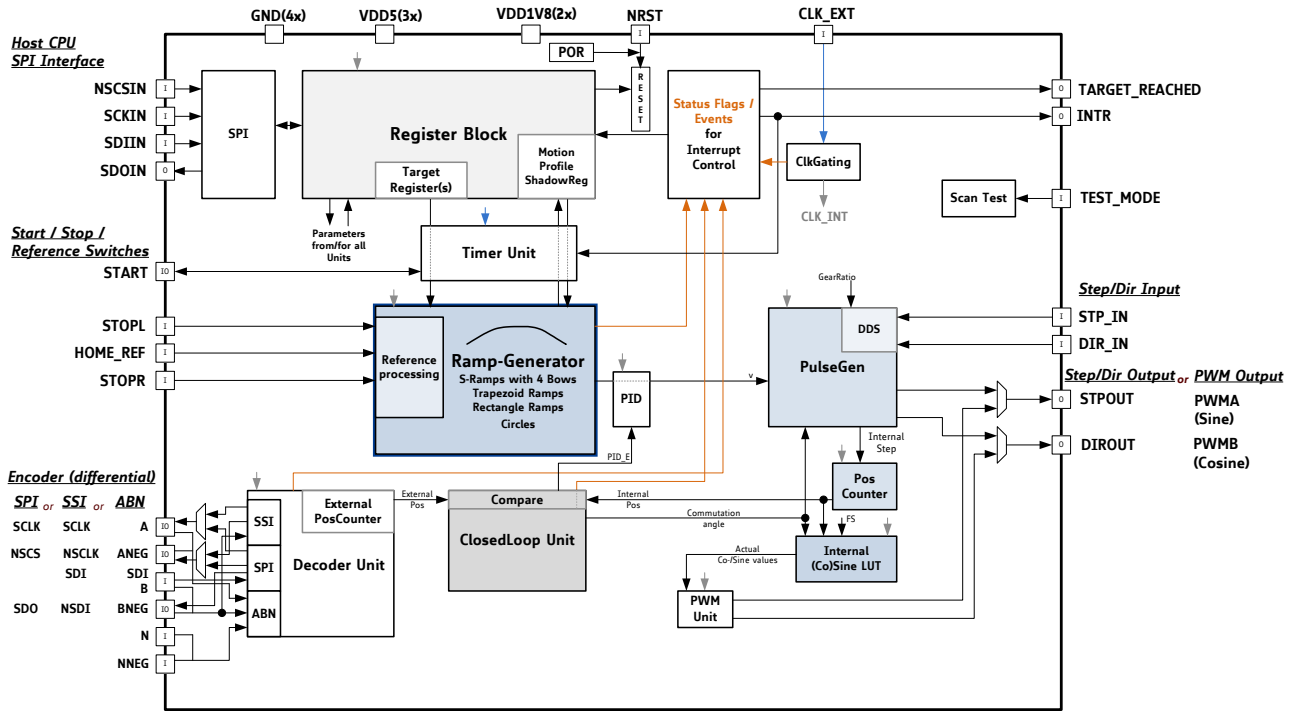 GND(4x)
VDD5(3x)
VDD1V8(2x)
NRST
CLK_EXT
Host CPU
SPI Interface
NSCSIN
I
SCKIN
I
SDIIN
I
SDOIN
O
SPI
Register Block
Target
Register(s)
Motion
Profile
ShadowReg
Parameters
from/for all
Units
I
POR
R
E
S
E
T
Status Flags /
Events
for
Interrupt
Control
I
ClkGating
CLK_INT
O
TARGET_REACHED
O
INTR
Scan Test
I
TEST_MODE
Start / Stop /
Reference Switches
START
IO
Timer Unit
STOPL
I
HOME_REF
I
STOPR
I
Reference
processing
Ramp-Generator
S-Ramps with 4 Bows
Trapezoid Ramps
Rectangle Ramps
Circles
PID
v
PID_E
GearRatio
DDS
PulseGen
Step/Dir Input
I
STP_IN
I
DIR_IN
Step/Dir Output or PWM Output
O
STPOUT
PWMA
(Sine)
O
DIROUT
PWMB
(Cosine)
Internal
Step
Pos
Counter
Encoder (differential)
SPI or SSI or ABN
SCLK
SCLK
A
IO
NSCS
NSCLK
ANEG
IO
SDI
SDI
I
B
I
SDO
NSDI
BNEG
IO
N
I
NNEG
I
SSI
SPI
ABN
External
PosCounter
Decoder Unit
External
Pos
Compare
ClosedLoop Unit
Internal
Pos
Commutation
angle
FS
Internal
(Co)Sine LUT
Actual
Co-/Sine values
PWM
Unit